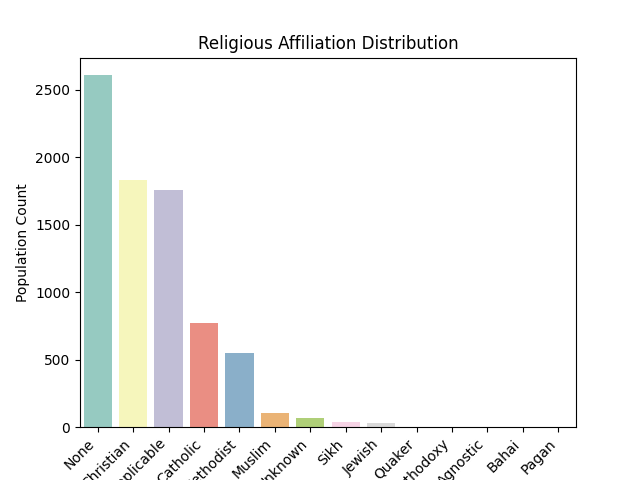 Religious Affiliation Distribution
Population Count
2500
2000
1500
1000
500
0
None
Christian
plicable
Catholic
ethodist
Muslim
nknown
Sikh
Jewish
Quaker
thodoxy
Agnostic
Bahai
Pagan